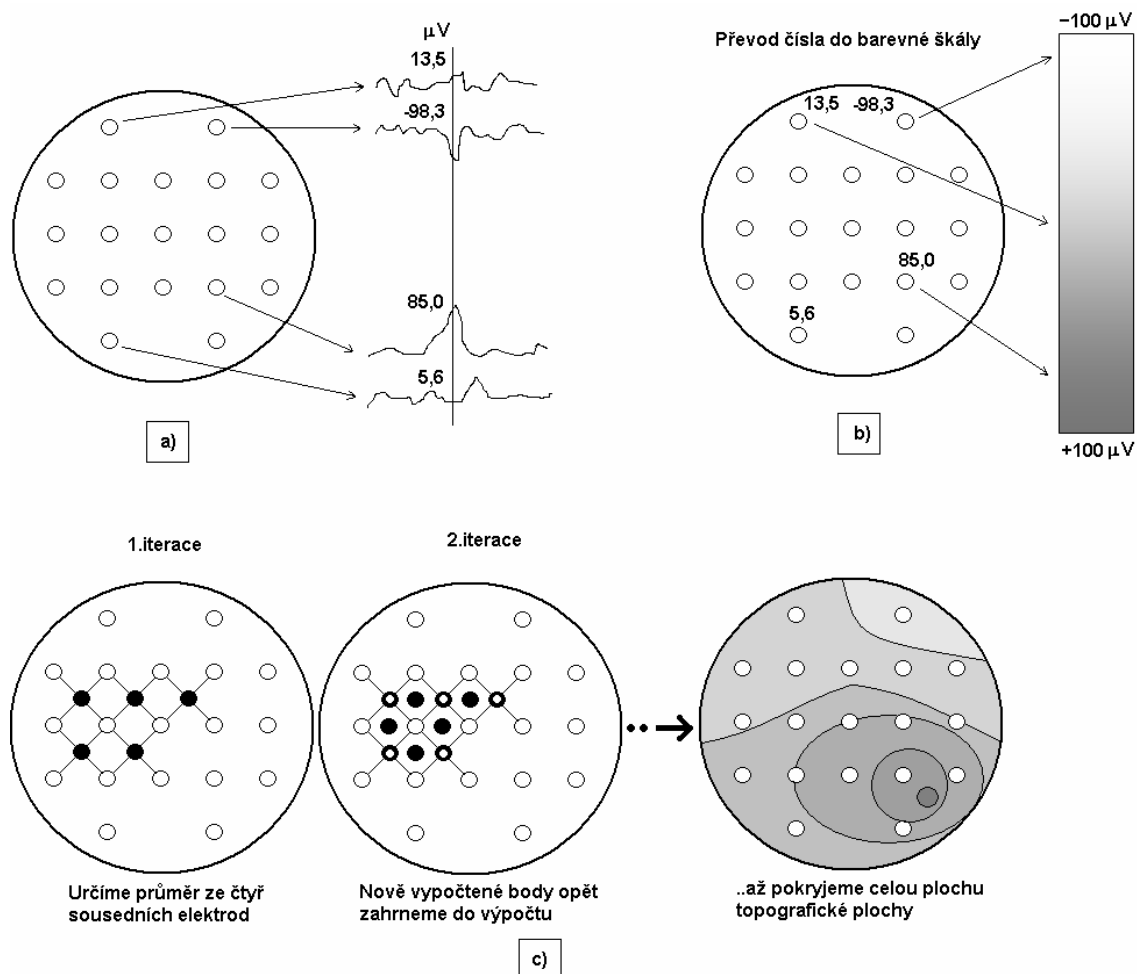 μV
13,5
-98,3
85,0
5,6
a)
Převod čísla do barevné škály
−100 μV
13,5 -98,3
85,0
5,6
+100 μV
b)
1.iterace
2.iterace
Určíme průměr ze čtyř
sousedních elektrod
Nově vypočtené body opět
zahrneme do výpočtu
..až pokryjeme celou plochu
topografické plochy
c)